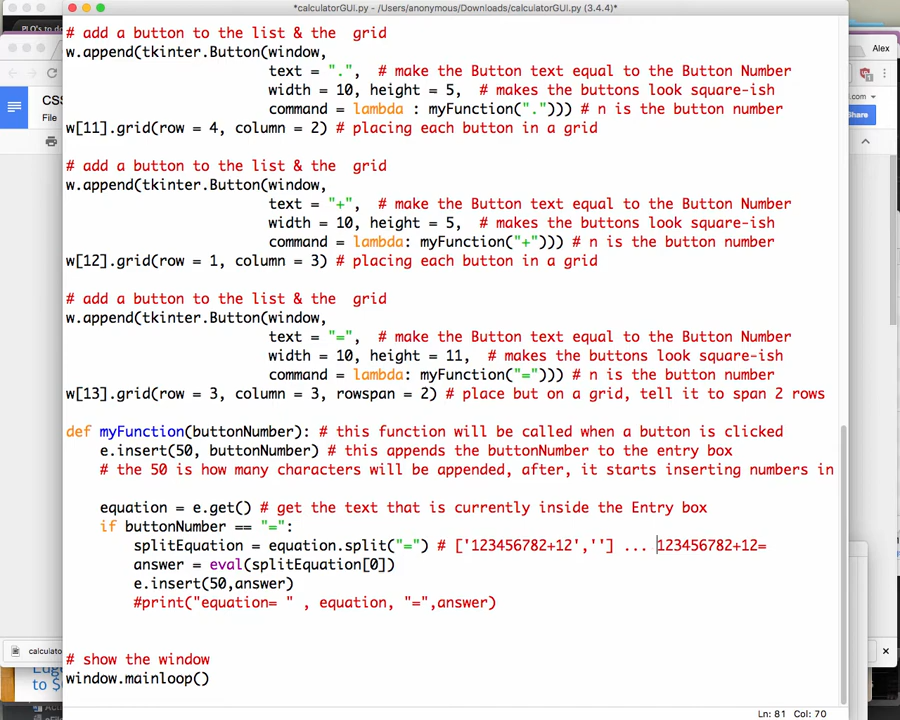 *calculatorGUI.py - /Users/anonymous/Downloads/calculatorGUI.py (3.4.4)*
PLO's to d
Alex
CSS
.com
File
Share
# add a button to the list & the  grid
w.append(tkinter.Button(window,
                        text = ".",  # make the Button text equal to the Button Number
                        width = 10, height = 5,  # makes the buttons look square-ish
                        command = lambda : myFunction("."))) # n is the button number
w[11].grid(row = 4, column = 2) # placing each button in a grid
# add a button to the list & the  grid
w.append(tkinter.Button(window,
                        text = "+",  # make the Button text equal to the Button Number
                        width = 10, height = 5,  # makes the buttons look square-ish
                        command = lambda: myFunction("+"))) # n is the button number
w[12].grid(row = 1, column = 3) # placing each button in a grid
# add a button to the list & the  grid
w.append(tkinter.Button(window,
                        text = "=",  # make the Button text equal to the Button Number
                        width = 10, height = 11,  # makes the buttons look square-ish
                        command = lambda: myFunction("="))) # n is the button number
w[13].grid(row = 3, column = 3, rowspan = 2) # place but on a grid, tell it to span 2 rows
def myFunction(buttonNumber): # this function will be called when a button is clicked
    e.insert(50, buttonNumber) # this appends the buttonNumber to the entry box
    # the 50 is how many characters will be appended, after, it starts inserting numbers in
    equation = e.get() # get the text that is currently inside the Entry box
    if buttonNumber == "=":
        splitEquation = equation.split("=") # ['123456782+12',''] ... 123456782+12=
        answer = eval(splitEquation[0])
        e.insert(50,answer)
        #print("equation= " , equation, "=",answer)
calculato
# show the window
window.mainloop()
to $
Ln: 81 Col: 70